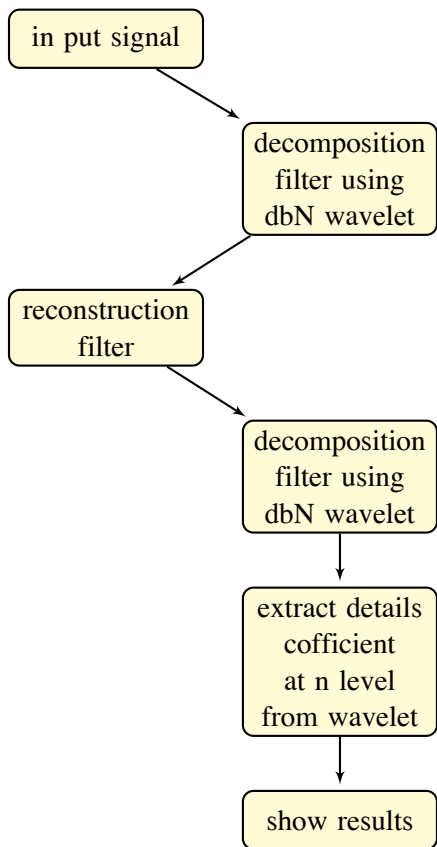 in put signal
decomposition
filter using
dbN wavelet
reconstruction
filter
decomposition
filter using
dbN wavelet
extract details
cofficient
at n level
from wavelet
show results